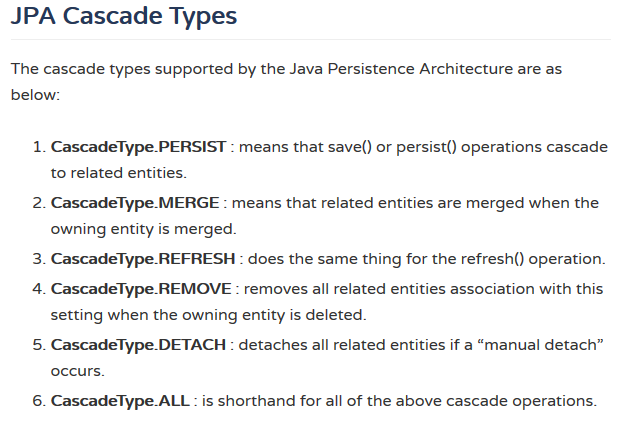 JPA Cascade Types
The cascade types supported by the Java Persistence Architecture are as
below:
1. CascadeType.PERSIST : means that save() or persist() operations cascade
to related entities.
2. CascadeType.MERGE : means that related entities are merged when the
owning entity is merged.
3. CascadeType.REFRESH : does the same thing for the refresh() operation.
4. CascadeType.REMOVE : removes all related entities association with this
setting when the owning entity is deleted.
5. CascadeType.DETACH : detaches all related entities if a “manual detach”
occurs.
6. CascadeType.ALL : is shorthand for all of the above cascade operations.